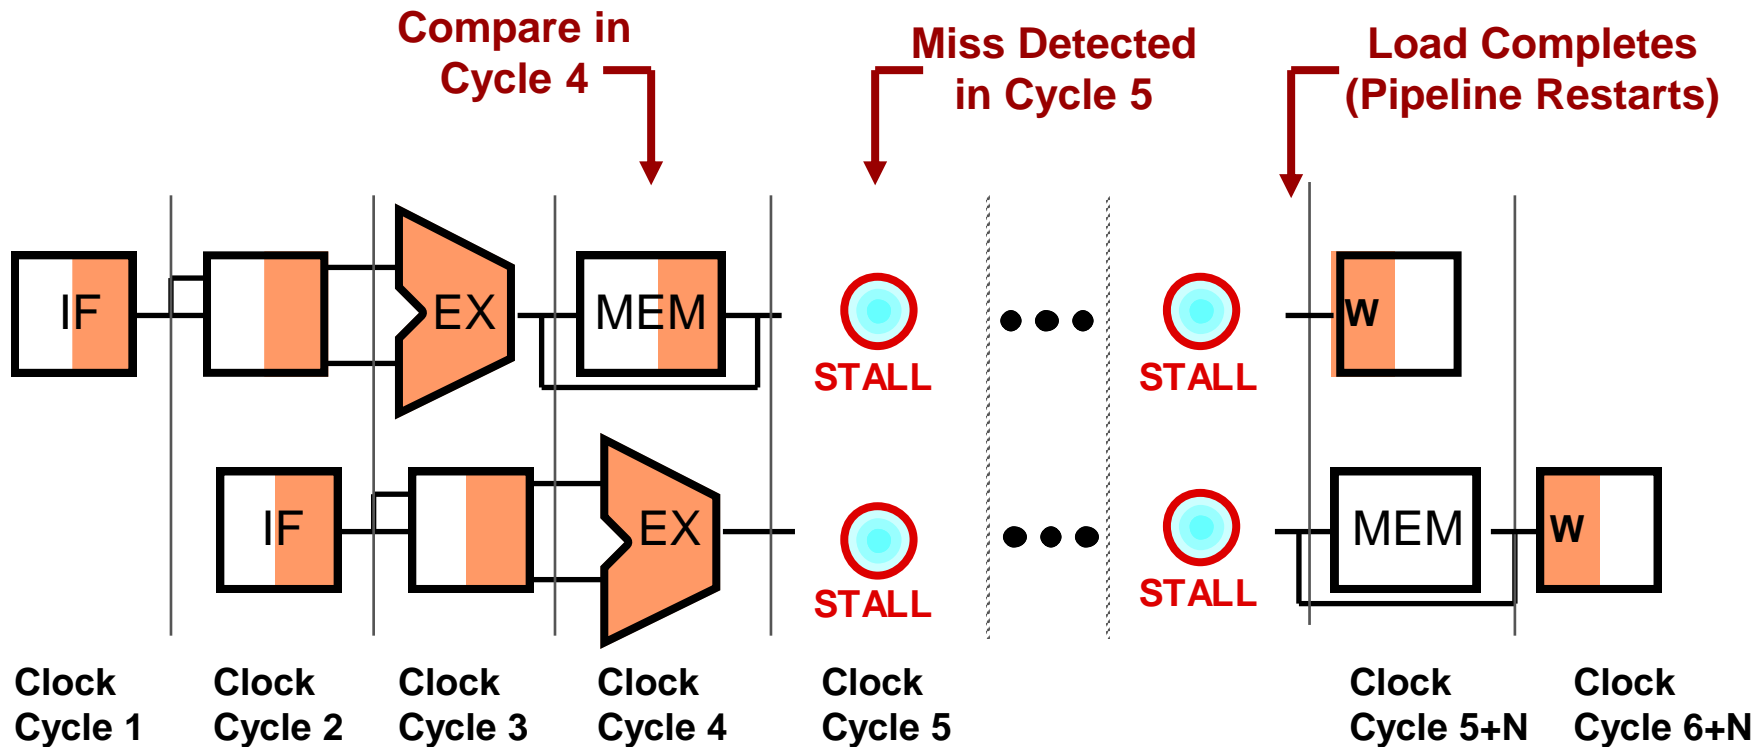 Compare in
Cycle 4
Miss Detected
in Cycle 5
Load Completes
(Pipeline Restarts)
IF
EX
MEM
STALL
STALL
W
IF
EX
STALL
STALL
MEM
W
Clock
Cycle 1
Clock
Cycle 2
Clock
Cycle 3
Clock
Cycle 4
Clock
Cycle 5
Clock
Cycle 5+N
Clock
Cycle 6+N